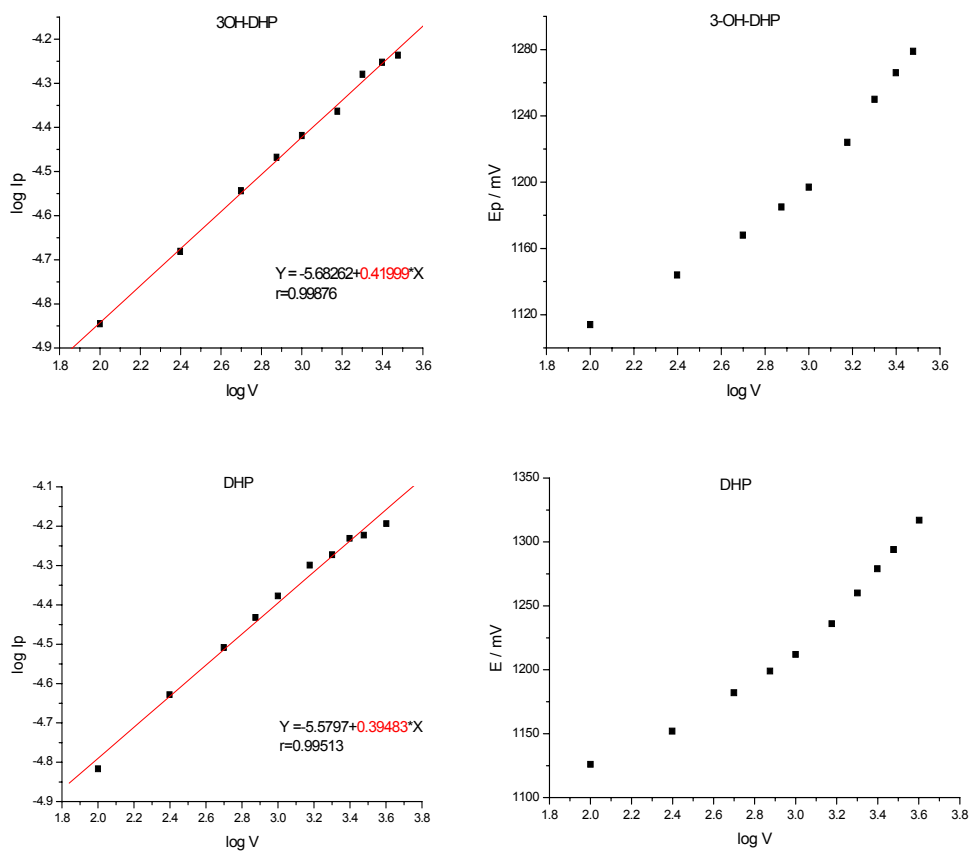 3OH-DHP
-4.2
-4.3
-4.4
-4.5
-4.6
-4.7
-4.8
-4.9
log Ip
Y = -5.68262+0.41999*X
r=0.99876
1.8 2.0 2.2 2.4 2.6 2.8 3.0 3.2 3.4 3.6
log V
3-OH-DHP
1280
1240
1200
1160
1120
Ep / mV
1.8 2.0 2.2 2.4 2.6 2.8 3.0 3.2 3.4 3.6
log V
DHP
-4.1
-4.2
-4.3
-4.4
-4.5
-4.6
-4.7
-4.8
-4.9
log Ip
Y =-5.5797+0.39483*X
r=0.99513
1.8 2.0 2.2 2.4 2.6 2.8 3.0 3.2 3.4 3.6 3.8
log V
DHP
1350
1300
1250
1200
1150
1100
E / mV
1.8 2.0 2.2 2.4 2.6 2.8 3.0 3.2 3.4 3.6 3.8
log V